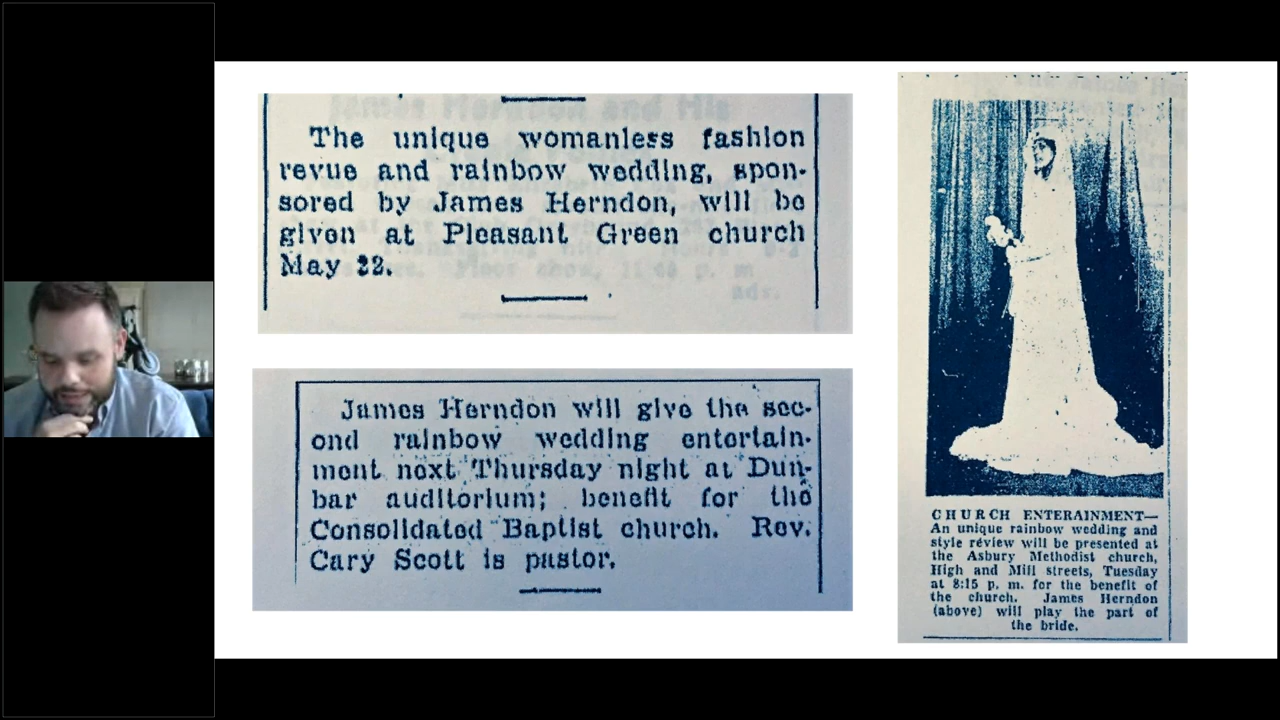 The unique womanless fashion
revue and rainbow wedding, spon-
sored by James Herndon, will be
given at Pleasant Green church
May 22.
James Herndon will give the sec-
ond rainbow wedding entertain-
ment next Thursday night at Dun-
bar auditorium; benefit for the
Consolidated Baptist church. Rev.
Cary Scott is pastor.
CHURCH ENTERAINMENT—
An unique rainbow wedding and
style review will be presented at
the Asbury Methodist church,
High and Mill streets, Tuesday
at 8:15 p. m. for the benefit of
the church. James Herndon
(above) will play the part of
the bride.